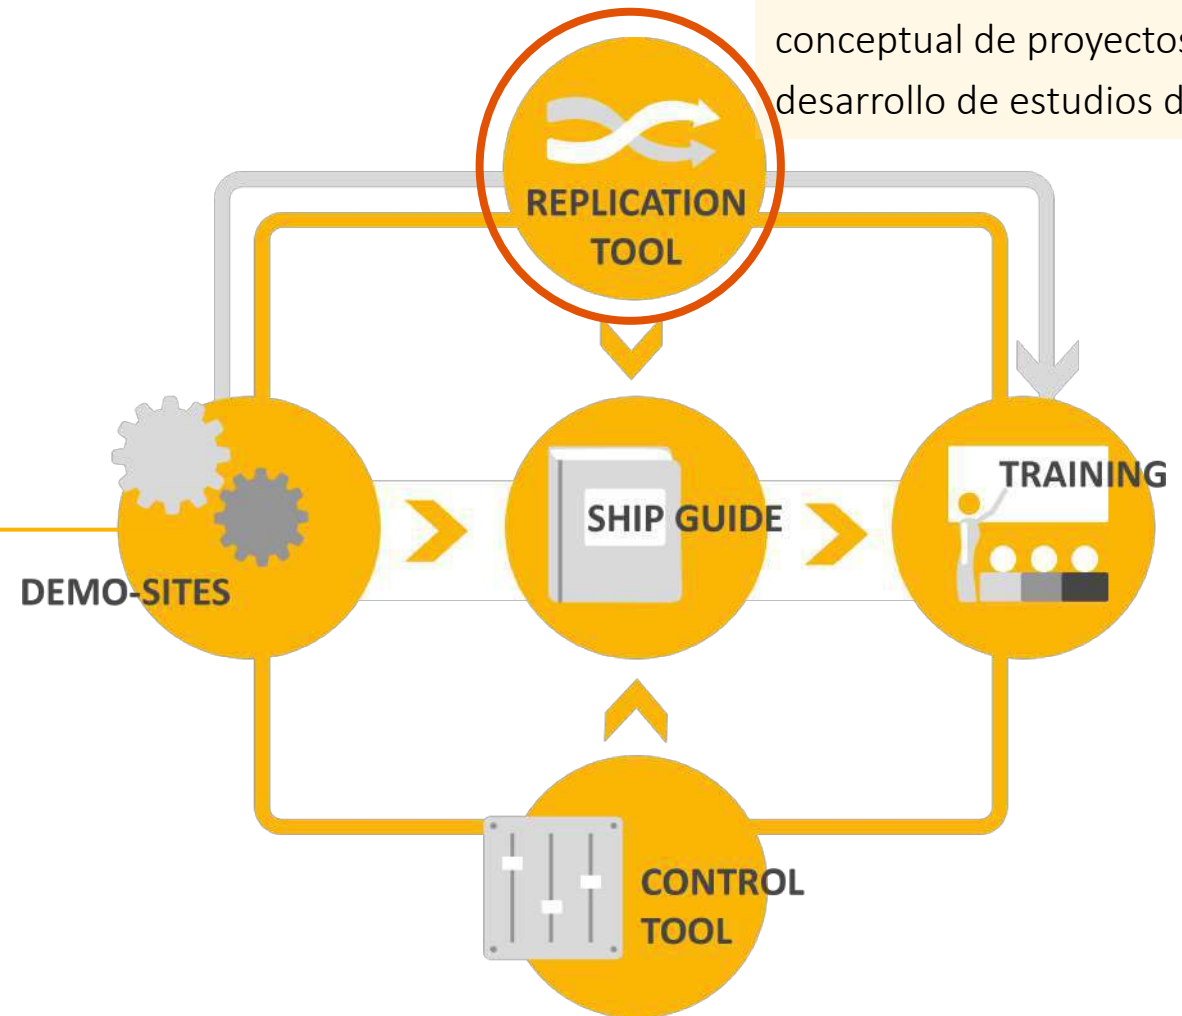 conceptual de proyectos
desarrollo de estudios d
REPLICATION
TOOL
TRAINING
SHIP GUIDE
DEMO-SITES
CONTROL
TOOL